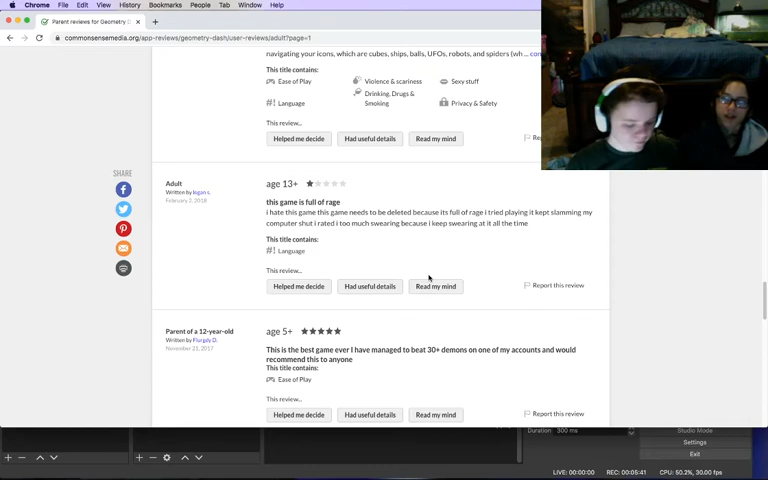 Chrome File Edit View History Bookmarks People Tab Window Help
Parent reviews for Geometry D
commonsensemedia.org/app-reviews/geometry-dash/user-reviews/adult?page=1
navigating your icons, which are cubes, ships, balls, UFOs, robots, and spiders (wh ...
This title contains:
Ease of Play
Violence & scariness
Sexy stuff
#! Language
Drinking, Drugs &
Smoking
Privacy & Safety
This review...
Helped me decide Had useful details Read my mind
SHARE
Adult
Written by logan s.
February 2, 2018
age 13+
this game is full of rage
i hate this game this game needs to be deleted because its full of rage i tried playing it kept slamming my
computer shut i rated i too much swearing because i keep swearing at it all the time
This title contains:
#! Language
This review...
Helped me decide Had useful details Read my mind Report this review
Parent of a 12-year-old
Written by Flurgdy D.
November 21, 2017
age 5+
This is the best game ever I have managed to beat 30+ demons on one of my accounts and would
recommend this to anyone
This title contains:
Ease of Play
This review...
Helped me decide Had useful details Read my mind Report this review
Duration 300 ms
Studio Mode
Settings
Exit
LIVE: 00:00:00 REC: 00:05:41 CPU: 50.2%, 30.00 fps